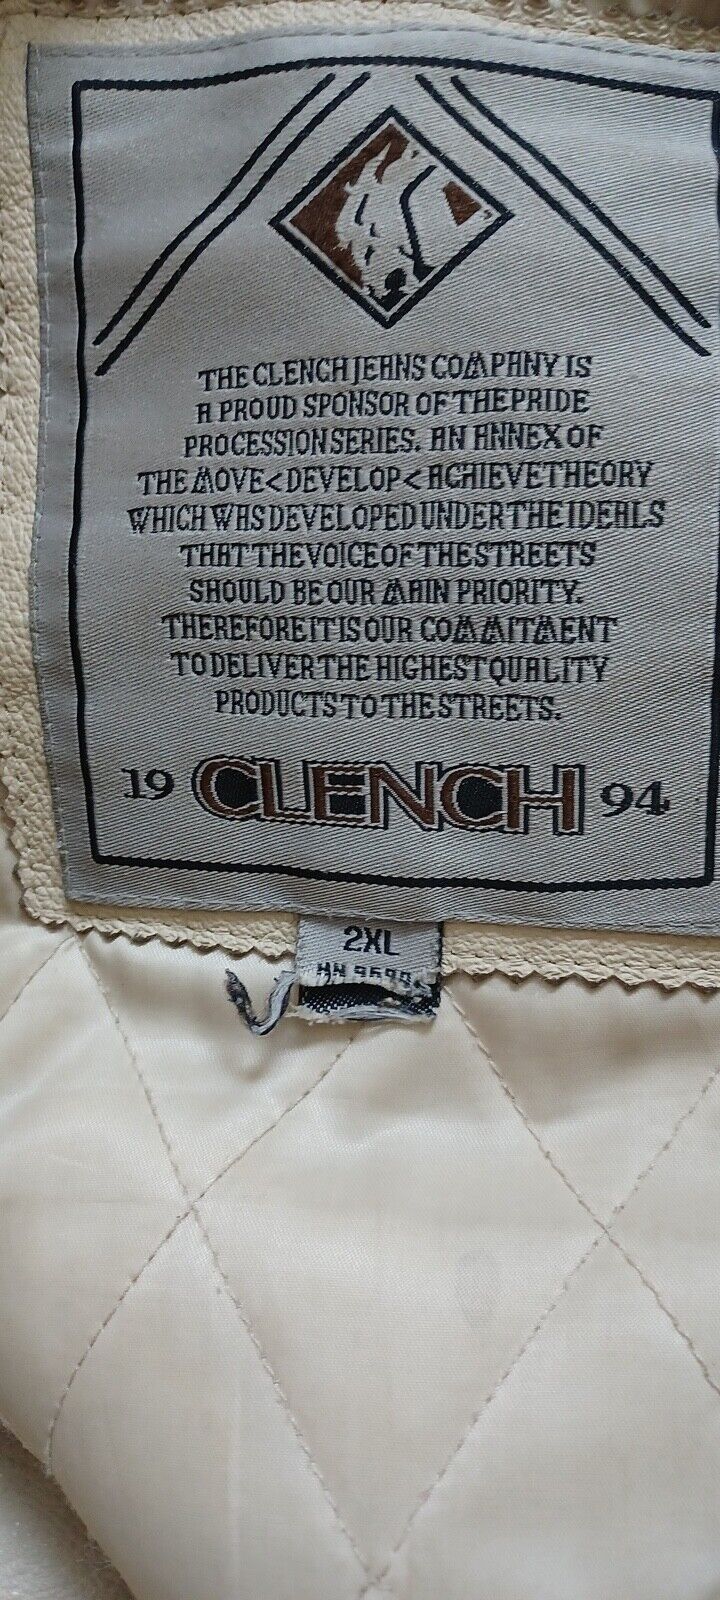 THE CLENCH JEANS COMPANY IS
A PROUD SPONSOR OF THE PRIDE
PROCESSION SERIES. AN ANNEX OF
THE MOVE<DEVELOP<ACHIEVE THEORY
WHICH WAS DEVELOPED UNDER THE IDEALS
THAT THE VOICE OF THE STREETS
SHOULD BE OUR MAIN PRIORITY.
THEREFORE IT IS OUR COMMITMENT
TO DELIVER THE HIGHEST QUALITY
PRODUCTS TO THE STREETS.
19 CLENCH 94
2XL